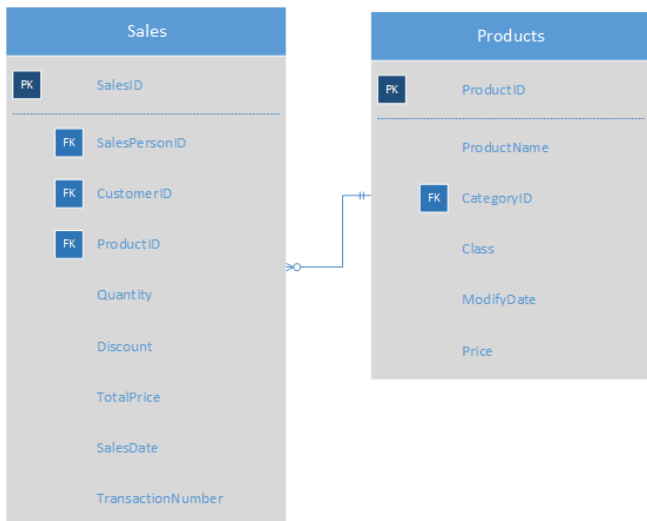 Sales
PK SalesID
FK SalesPersonID
FK CustomerID
FK ProductID
Quantity
Discount
TotalPrice
SalesDate
TransactionNumber
Products
PK ProductID
ProductName
FK CategoryID
Class
ModifyDate
Price